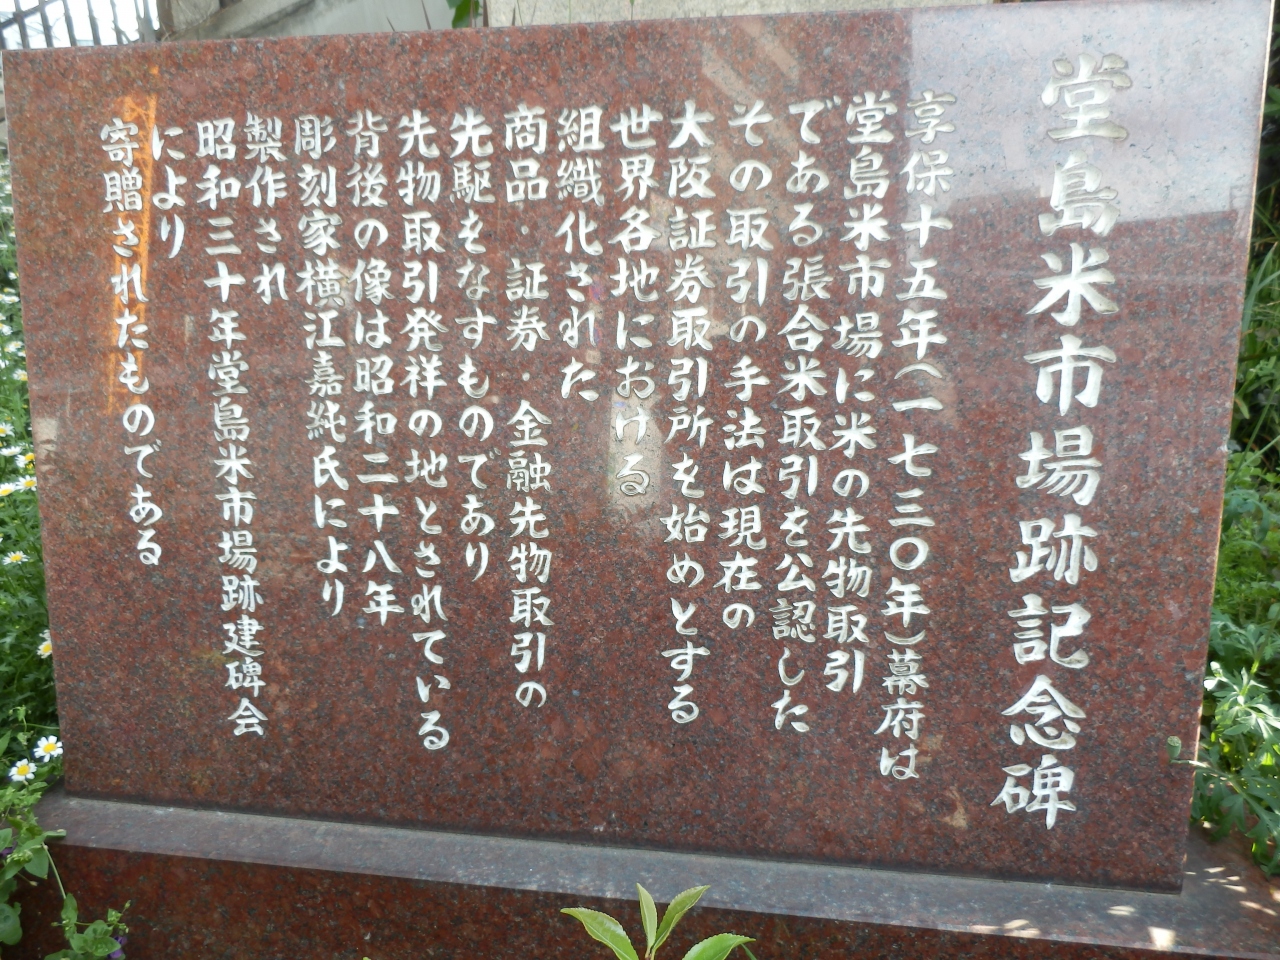 堂島米市場跡記念碑
享保十五年（一七三〇年）幕府は
堂島米市場に米の先物取引
である張合米取引を公認した
その取引の手法は現在の
大阪証券取引所を始めとする
世界各地における
組織化された
商品・証券・金融先物取引の
先駆をなすものであり
先物取引発祥の地とされている
背後の像は昭和二十八年
彫刻家横江嘉純氏により
製作され
昭和三十年堂島米市場跡建碑会
により
寄贈されたものである